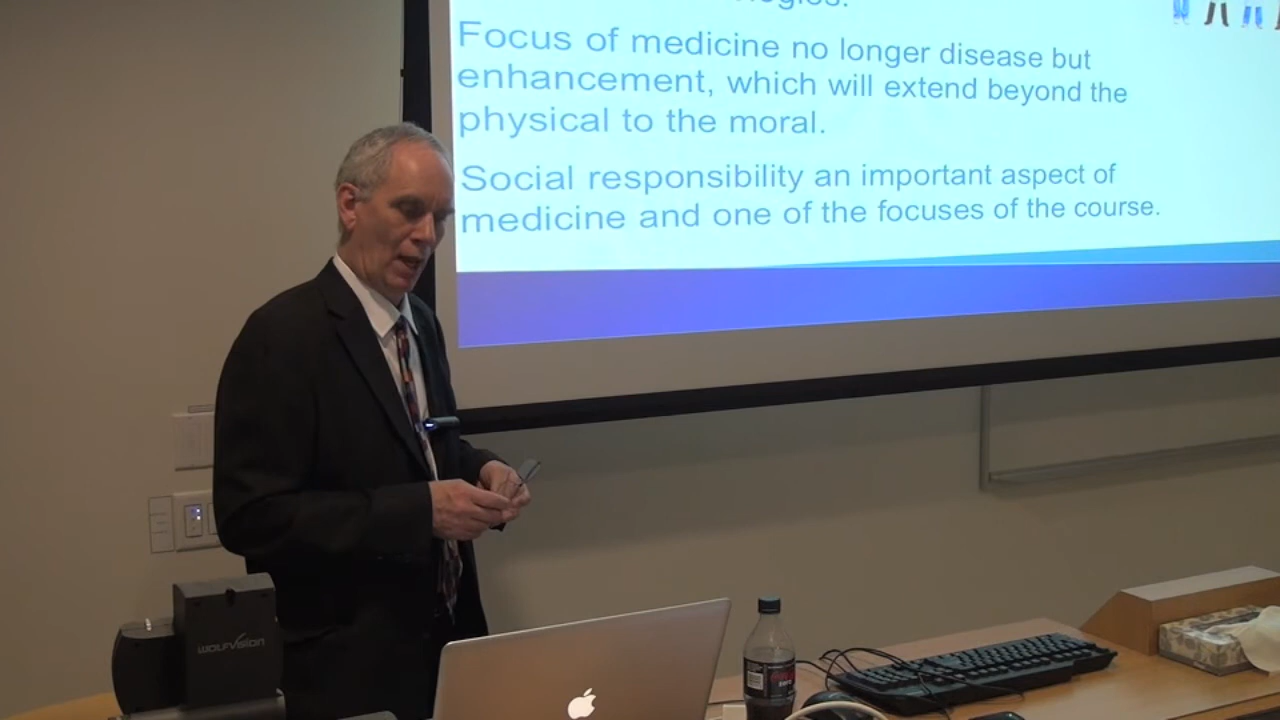 Focus of medicine no longer disease but
enhancement, which will extend beyond the
physical to the moral.
Social responsibility an important aspect of
medicine and one of the focuses of the course.
WOLFVISION
zero